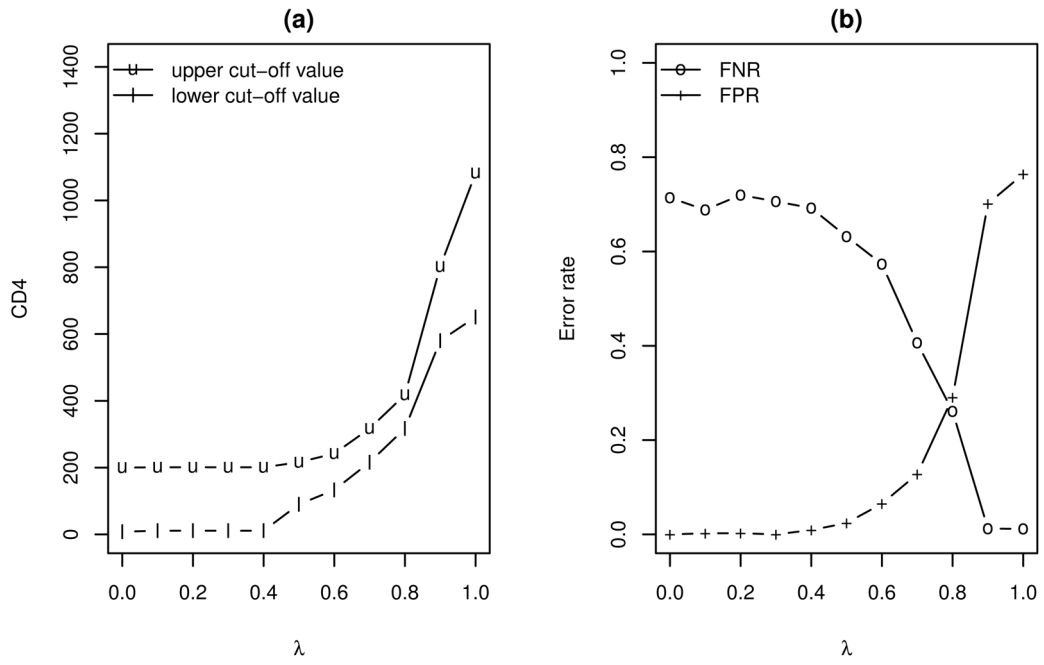 (a)
u upper cut-off value
l lower cut-off value
CD4
0 200 400 600 800 1000 1200 1400
0.0 0.2 0.4 0.6 0.8 1.0
λ
(b)
o FNR
+ FPR
Error rate
0.0 0.2 0.4 0.6 0.8 1.0
0.0 0.2 0.4 0.6 0.8 1.0
λ